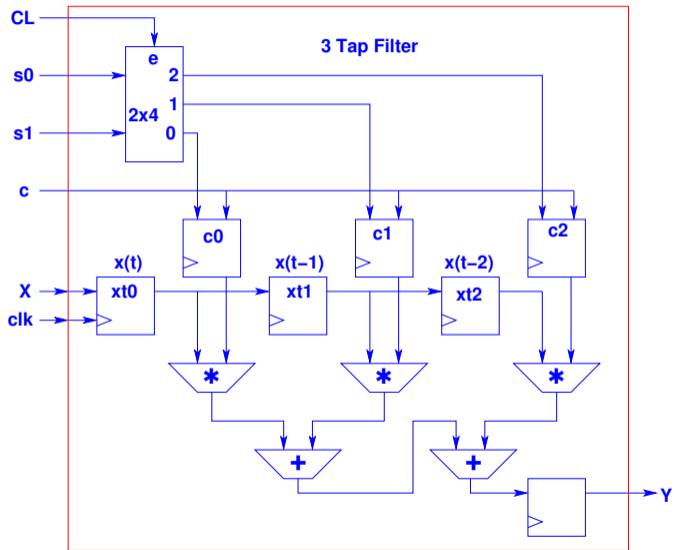 CL
3 Tap Filter
e
s0
2
1
2x4
s1
0
c
c0
c1
c2
x(t)
x(t−1)
x(t−2)
X
xt0
xt1
xt2
clk
*
*
*
+
+
Y